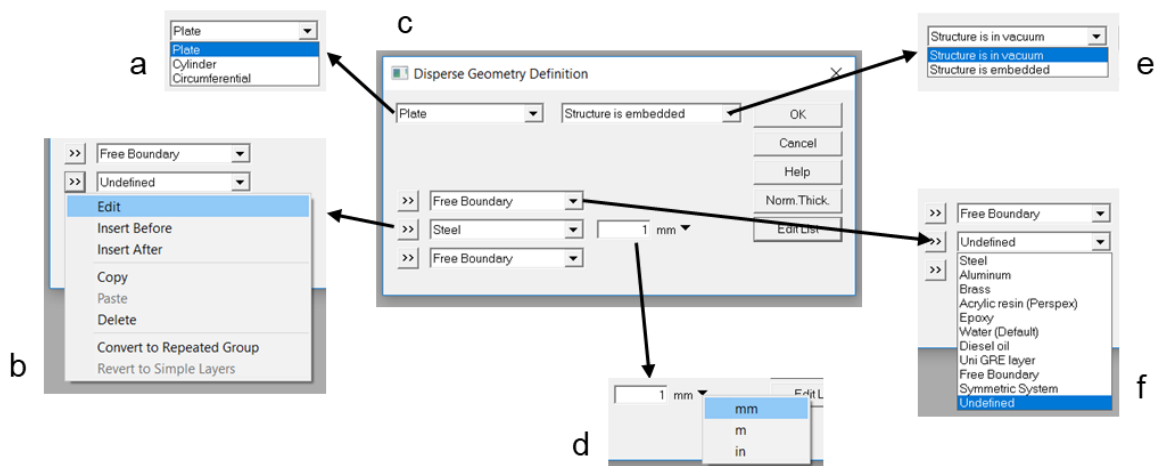 a
Plate
Plate
Cylinder
Circumferential
c
Disperse Geometry Definition
Plate
Structure is embedded
OK
Cancel
Help
Norm.Thick.
Edit List
>> Free Boundary
>> Steel 1 mm
>> Free Boundary
e
Structure is in vacuum
Structure is in vacuum
Structure is embedded
b
>> Free Boundary
>> Undefined
Edit
Insert Before
Insert After
Copy
Paste
Delete
Convert to Repeated Group
Revert to Simple Layers
d
1 mm
Edit L
mm
m
in
f
>> Free Boundary
>> Undefined
>>
Steel
Aluminum
Brass
Acrylic resin (Perspex)
Epoxy
Water (Default)
Diesel oil
Uni GRE layer
Free Boundary
Symmetric System
Undefined